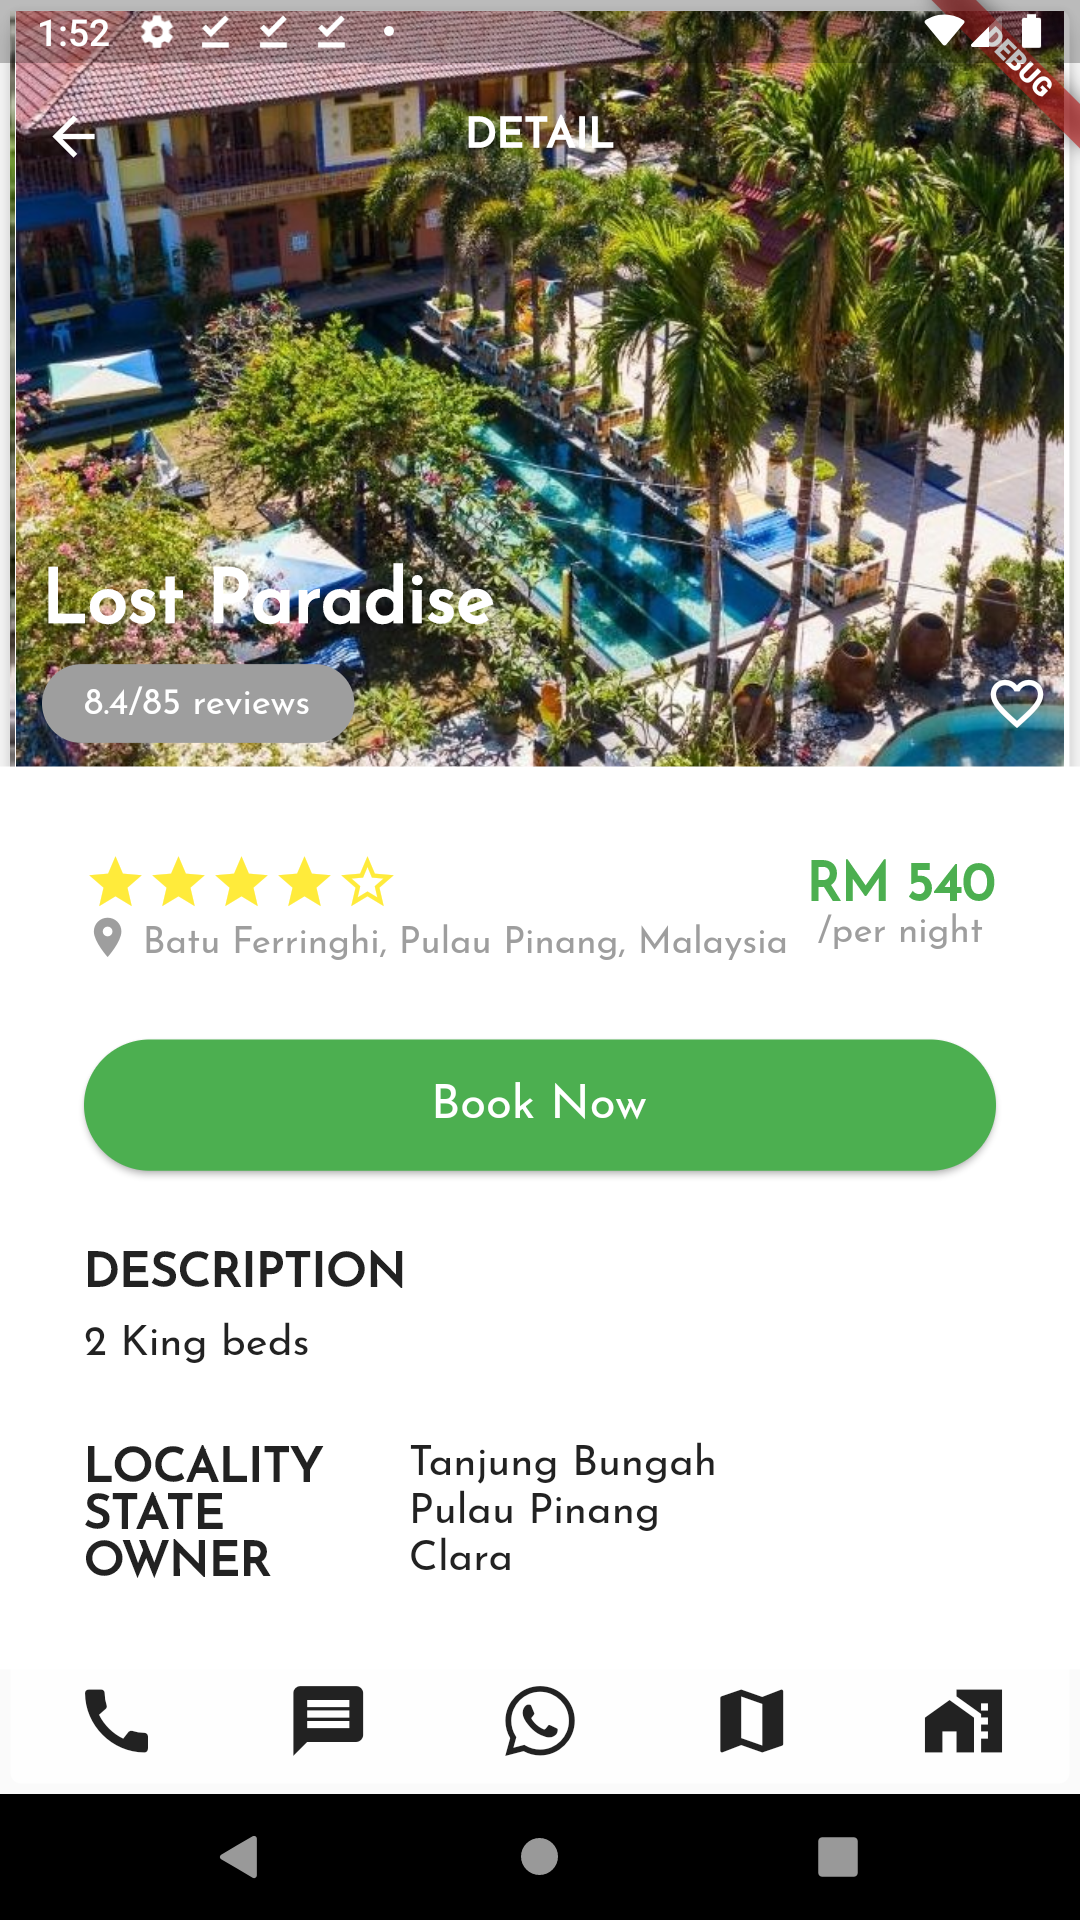 1:52
DEBUG
DETAIL
Lost Paradise
8.4/85 reviews
RM 540
/per night
Batu Ferringhi, Pulau Pinang, Malaysia
Book Now
DESCRIPTION
2 King beds
LOCALITY Tanjung Bungah
STATE Pulau Pinang
OWNER Clara